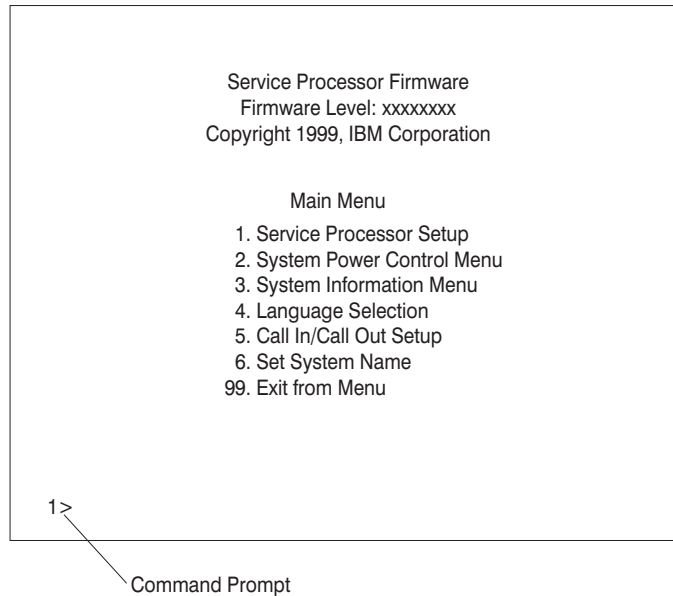 Service Processor Firmware
Firmware Level: xxxxxxxx
Copyright 1999, IBM Corporation
Main Menu
1. Service Processor Setup
2. System Power Control Menu
3. System Information Menu
4. Language Selection
5. Call In/Call Out Setup
6. Set System Name
99. Exit from Menu
1>
Command Prompt